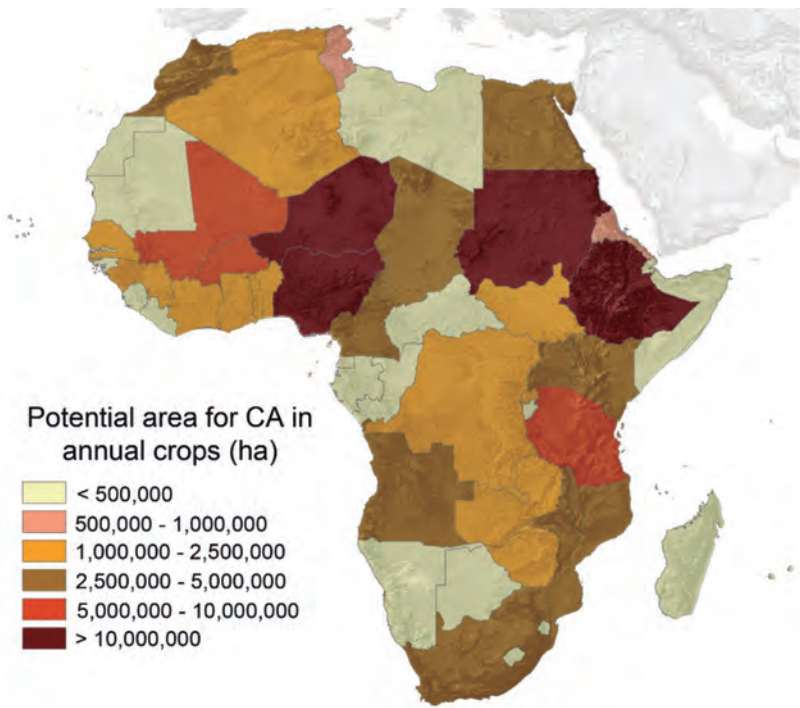 Potential area for CA in
annual crops (ha)
< 500,000
500,000 - 1,000,000
1,000,000 - 2,500,000
2,500,000 - 5,000,000
5,000,000 - 10,000,000
> 10,000,000